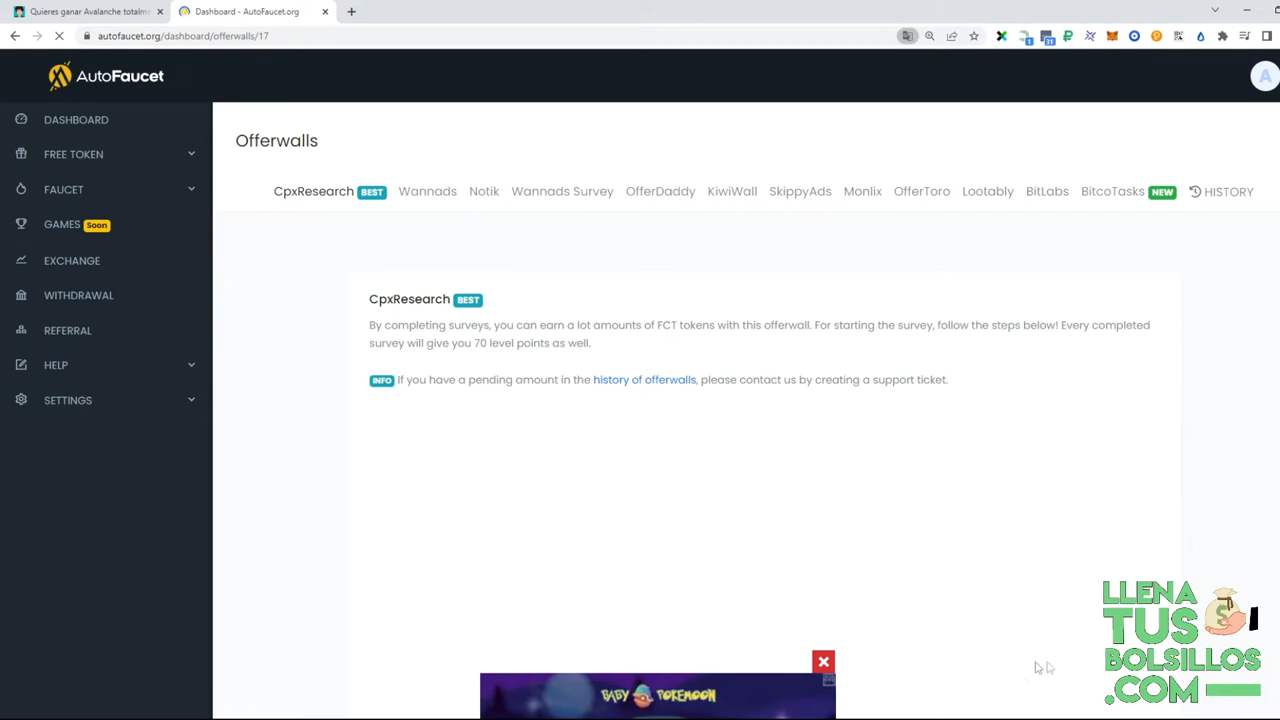 Quieres ganar Avalanche totalme
Dashboard - AutoFaucet.org
autofaucet.org/dashboard/offerwalls/17
AutoFaucet
A
DASHBOARD
FREE TOKEN
FAUCET
GAMES Soon
EXCHANGE
WITHDRAWAL
REFERRAL
HELP
SETTINGS
Offerwalls
CpxResearch BEST Wannads Notik Wannads Survey OfferDaddy KiwiWall SkippyAds Monlix OfferToro Lootably BitLabs BitcoTasks NEW HISTORY
CpxResearch BEST
By completing surveys, you can earn a lot amounts of FCT tokens with this offerwall. For starting the survey, follow the steps below! Every completed
survey will give you 70 level points as well.
INFO If you have a pending amount in the history of offerwalls, please contact us by creating a support ticket.
BABY POKEMOON
LLENA
TUS
BOLSILLOS
.COM